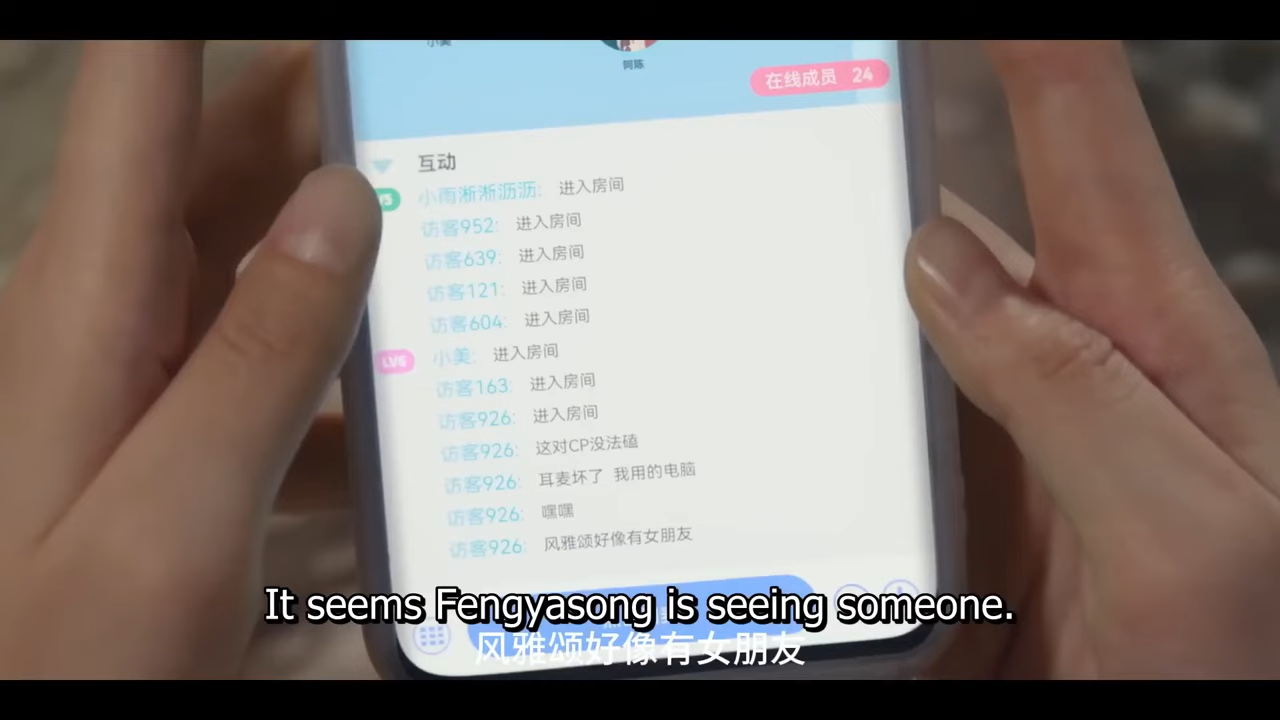 小美
阿陈
在线成员 24
互动
小雨淅淅沥沥: 进入房间
访客952: 进入房间
访客639: 进入房间
访客121: 进入房间
访客604: 进入房间
LV6 小美: 进入房间
访客163: 进入房间
访客926: 进入房间
访客926: 这对CP没法磕
访客926: 耳麦坏了 我用的电脑
访客926: 嘿嘿
访客926: 风雅颂好像有女朋友
It seems Fengyasong is seeing someone.
风雅颂好像有女朋友